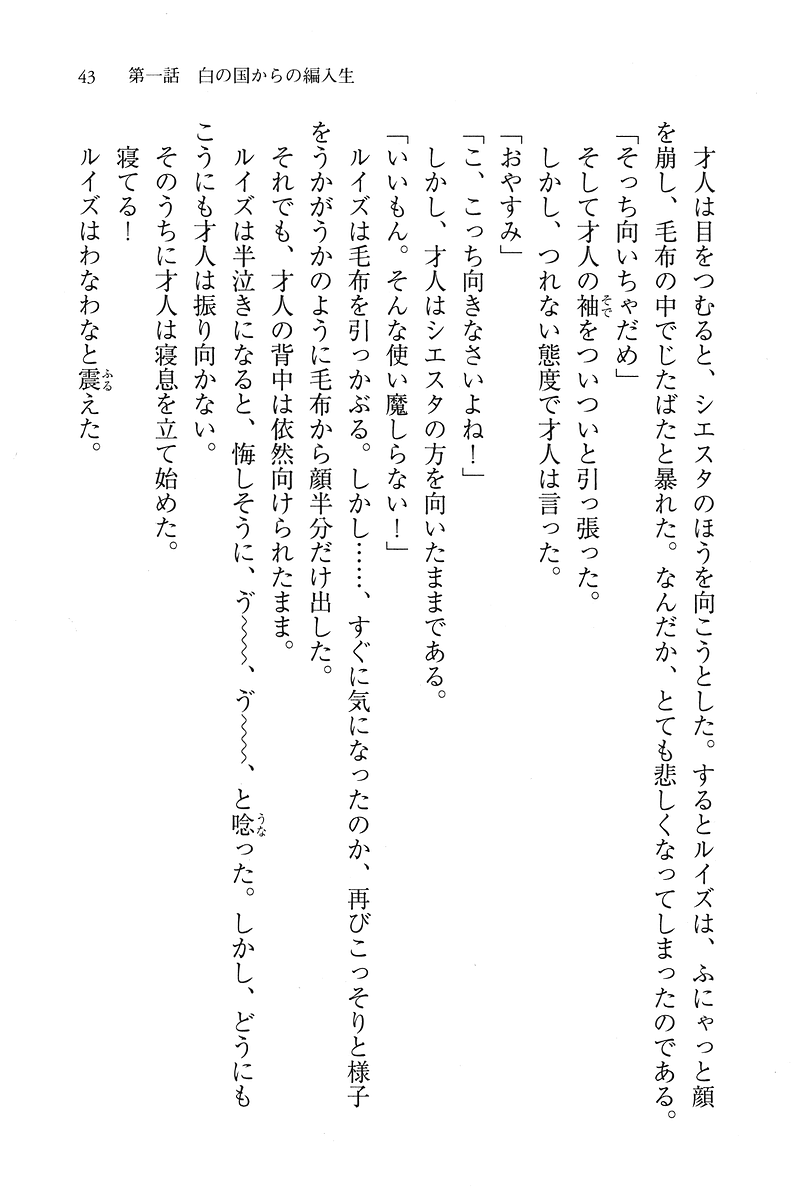 43　第一話　白の国からの編入生
　才人は目をつむると、シエスタのほうを向こうとした。するとルイズは、ふにゃっと顔
を崩し、毛布の中でじたばたと暴れた。なんだか、とても悲しくなってしまったのである。
「そっち向いちゃだめ」
　そして才人の袖をついついと引っ張った。
　しかし、つれない態度で才人は言った。
「おやすみ」
「こ、こっち向きなさいよね！」
　しかし、才人はシエスタの方を向いたままである。
「いいもん。そんな使い魔しらない！」
　ルイズは毛布を引っかぶる。しかし……、すぐに気になったのか、再びこっそりと様子
をうかがうかのように毛布から顔半分だけ出した。
　それでも、才人の背中は依然向けられたまま。
　ルイズは半泣きになると、悔しそうに、ゔ～～～、ゔ～～～、と唸った。しかし、どうにも
こうにも才人は振り向かない。
　そのうちに才人は寝息を立て始めた。
　寝てる！
　ルイズはわなわなと震えた。